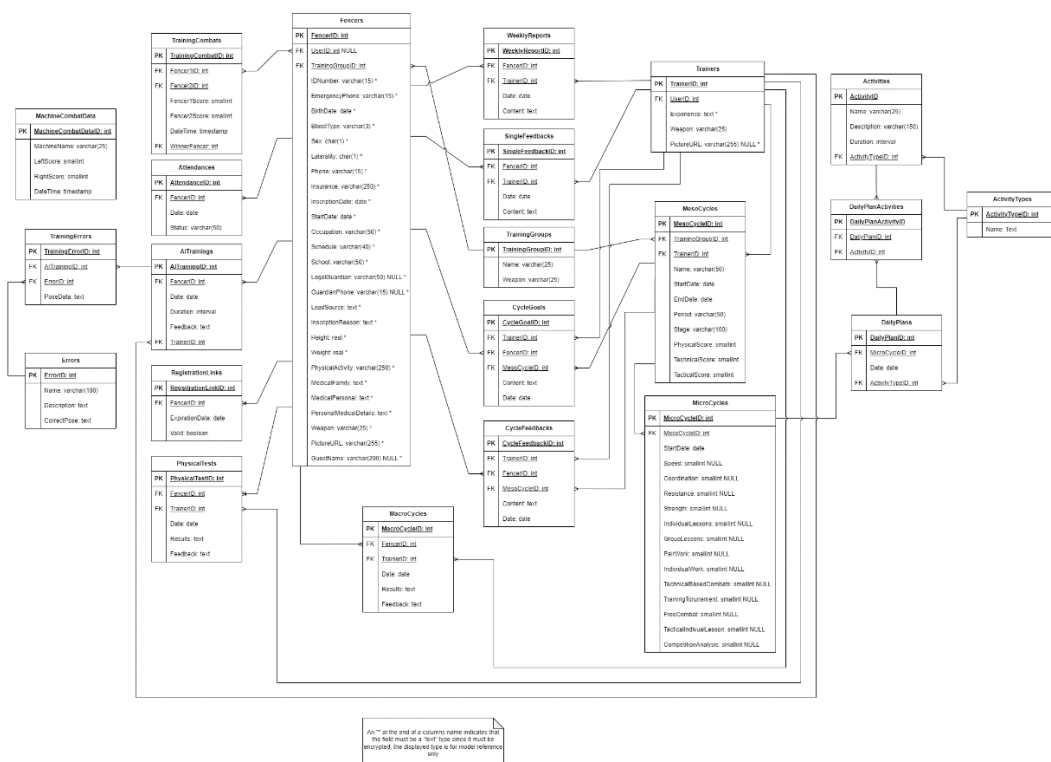 Fencers
PK FencerID: int
FK UserID: int NULL
FK TrainingGroupID: int
IDNumber: varchar(15) *
EmergencyPhone: varchar(15) *
BirthDate: date *
BloodType: varchar(3) *
Sex: char(1) *
Laterality: char(1) *
Phone: varchar(15) *
Insurance: varchar(250) *
InscriptionDate: date *
StartDate: date *
Occupation: varchar(50) *
Schedule: varchar(40) *
School: varchar(50) *
LegalGuardian: varchar(50) NULL *
GuardianPhone: varchar(15) NULL *
LeadSource: text *
InscriptionReason: text *
Height: real *
Weight: real *
PhysicalActivity: varchar(250) *
MedicalFamily: text *
MedicalPersonal: text *
PersonalMedicalDetails: text *
Weapon: varchar(25) *
PictureURL: varchar(255) *
GuestName: varchar(200) NULL *
TrainingCombats
PK TrainingCombatID: int
FK Fencer1ID: int
FK Fencer2ID: int
Fencer1Score: smallint
Fencer2Score: smallint
DateTime: timestamp
FK WinnerFencer: int
MachineCombatData
PK MachineCombatDataID: int
MachineName: varchar(25)
LeftScore: smallint
RightScore: smallint
DateTime: timestamp
Attendances
PK AttendanceID: int
FK FencerID: int
Date: date
Status: varchar(50)
TrainingErrors
PK TrainingErrorID: int
FK AITrainingID: int
FK ErrorID: int
PoseData: text
AITrainings
PK AITrainingID: int
FK FencerID: int
Date: date
Duration: interval
Feedback: text
FK TrainerID: int
Errors
PK ErrorID: int
Name: varchar(100)
Description: text
CorrectPose: text
RegistrationLinks
PK RegsitrationLinkID: int
FK FencerID: int
ExpirationDate: date
Valid: boolean
PhysicalTests
PK PhysicalTestID: int
FK FencerID: int
FK TrainerID: int
Date: date
Results: text
Feedback: text
MacroCycles
PK MacroCycleID: int
FK FencerID: int
FK TrainerID: int
Date: date
Results: text
Feedback: text
WeeklyReports
PK WeeklyReportID: int
FK FencerID: int
FK TrainerID: int
Date: date
Content: text
SingleFeedbacks
PK SingleFeedbackID: int
FK FencerID: int
FK TrainerID: int
Date: date
Content: text
TrainingGroups
PK TrainingGroupID: int
Name: varchar(25)
Weapon: varchar(25)
CycleGoals
PK CycleGoalID: int
FK TrainerID: int
FK FencerID: int
FK MesoCycleID: int
Content: text
Date: date
CycleFeedbacks
PK CycleFeedbackID: int
FK TrainerID: int
FK FencerID: int
FK MesoCycleID: int
Content: text
Date: date
Trainers
PK TrainerID: int
FK UserID: int
Experience: text *
Weapon: varchar(25)
PictureURL: varchar(255) NULL *
MesoCycles
PK MesoCycleID: int
FK TrainingGroupID: int
FK TrainerID: int
Name: varchar(50)
StartDate: date
EndDate: date
Period: varchar(50)
Stage: varchar(100)
PhysicalScore: smallint
TechnicalScore: smallint
TacticalScore: smallint
MicroCycles
PK MicroCycleID: int
FK MesoCycleID: int
StartDate: date
Speed: smallint NULL
Coordination: smallint NULL
Resistance: smallint NULL
Strength: smallint NULL
IndividualLessons: smallint NULL
GroupLessons: smallint NULL
PairWork: smallint NULL
IndividualWork: smallint NULL
TechnicalBasedCombats: smallint NULL
TrainingTorunament: smallint NULL
FreeCombat: smallint NULL
TacticalIndivualLesson: smallint NULL
CompetitionAnalysis: smallint NULL
Activities
PK ActivityID
Name: varchar(25)
Description: varchar(150)
Duration: interval
FK ActivityTypeID: int
DailyPlanActivities
PK DailyPlanActivityID
FK DailyPlanID: int
FK ActivityID: int
ActivityTypes
PK ActivityTypeID: int
Name: Text
DailyPlans
PK DailyPlanID: int
FK MicroCycleID: int
Date: date
FK ActivityTypeID: int
An "*" at the end of a columns name indicates that
the field must be a "text" type since it must be
encrypted, the displayed type is for model reference
only